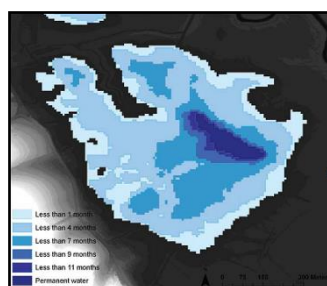 Less than 1 month
Less than 4 months
Less than 7 months
Less than 9 months
Less than 11 months
Permanent water
0